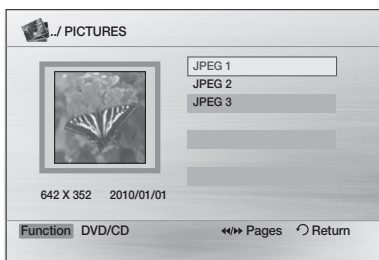 ../ PICTURES
JPEG 1
JPEG 2
JPEG 3
642 X 352 2010/01/01
Function DVD/CD Pages Return